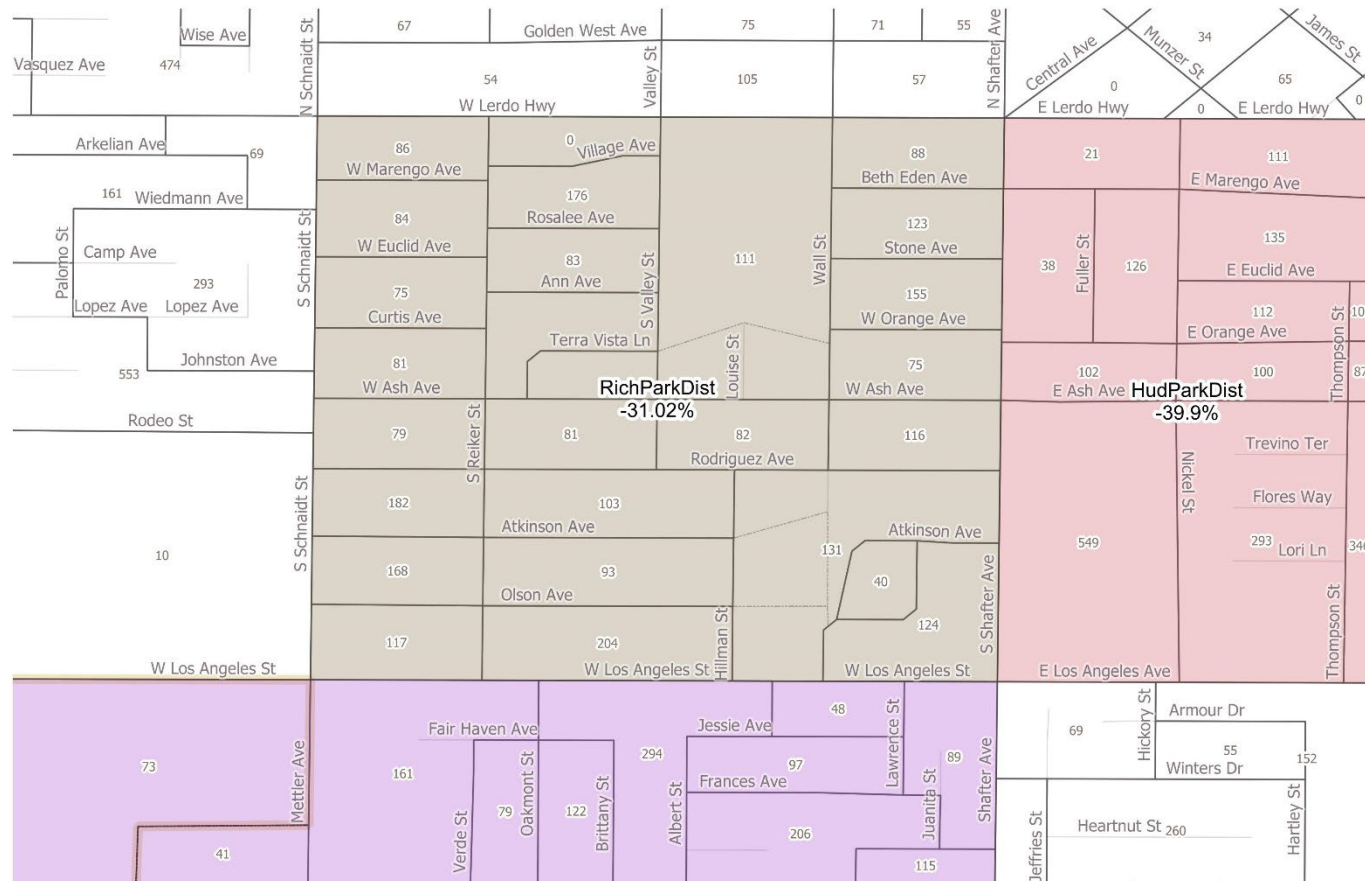 67
Golden West Ave
75
71
55
Wise Ave
Vasquez Ave
474
N Schnaidt St
54
W Lerdo Hwy
Valley St
105
57
N Shafter Ave
Central Ave
Munzer St
34
James St
0
65
E Lerdo Hwy
0
E Lerdo Hwy
0
Arkelian Ave
69
86
W Marengo Ave
0
Village Ave
88
Beth Eden Ave
21
111
E Marengo Ave
161
Wiedmann Ave
176
Rosalee Ave
84
W Euclid Ave
123
Stone Ave
135
E Euclid Ave
Palomo St
Camp Ave
293
Lopez Ave
Lopez Ave
S Schnaidt St
83
Ann Ave
S Valley St
111
Wall St
38
Fuller St
126
75
Curtis Ave
155
W Orange Ave
112
E Orange Ave
10
Thompson St
Johnston Ave
553
81
W Ash Ave
Terra Vista Ln
Louise St
75
W Ash Ave
102
E Ash Ave
100
87
RichParkDist
-31.02%
HudParkDist
-39.9%
Rodeo St
79
S Reiker St
81
82
Rodriguez Ave
116
Trevino Ter
Nickel St
Flores Way
S Schnaidt St
182
103
Atkinson Ave
Atkinson Ave
131
10
549
293
Lori Ln
346
168
93
Olson Ave
40
S Shafter Ave
Thompson St
117
204
Hillman St
124
W Los Angeles St
W Los Angeles St
W Los Angeles St
E Los Angeles Ave
73
Mettler Ave
Fair Haven Ave
161
294
Jessie Ave
48
Lawrence St
89
69
Hickory St
Armour Dr
55
Winters Dr
152
97
Frances Ave
Verde St
79
Oakmont St
122
Brittany St
Albert St
206
Juanita St
Shafter Ave
Jeffries St
Heartnut St
260
Hartley St
41
115